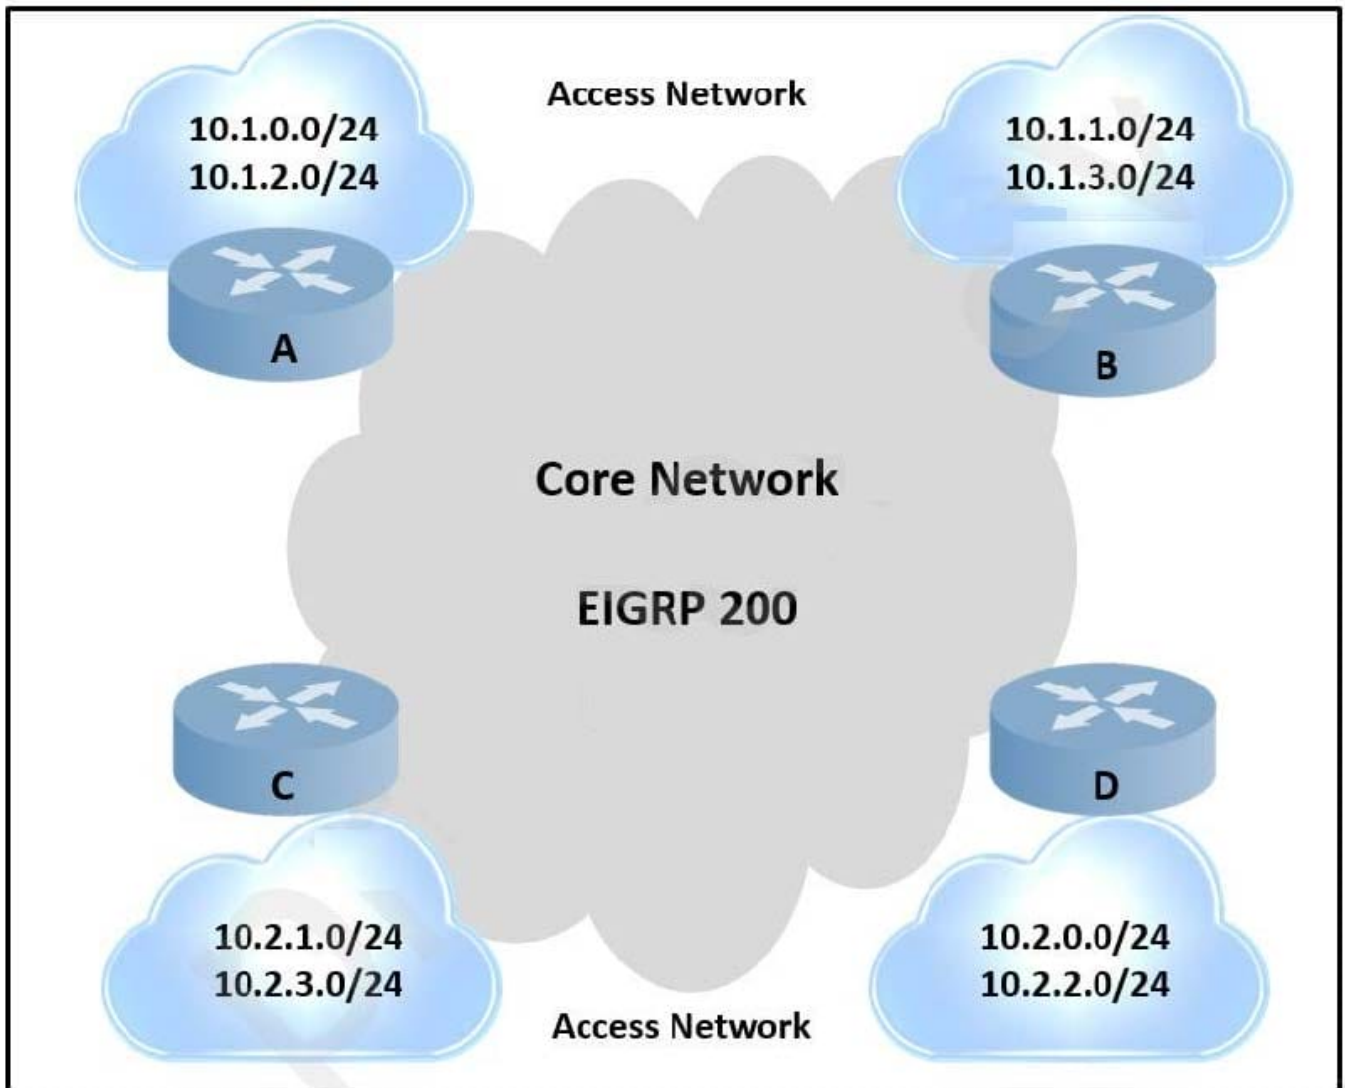 Access Network
10.1.0.0/24
10.1.2.0/24
10.1.1.0/24
10.1.3.0/24
A
B
Core Network
EIGRP 200
C
D
10.2.1.0/24
10.2.3.0/24
10.2.0.0/24
10.2.2.0/24
Access Network